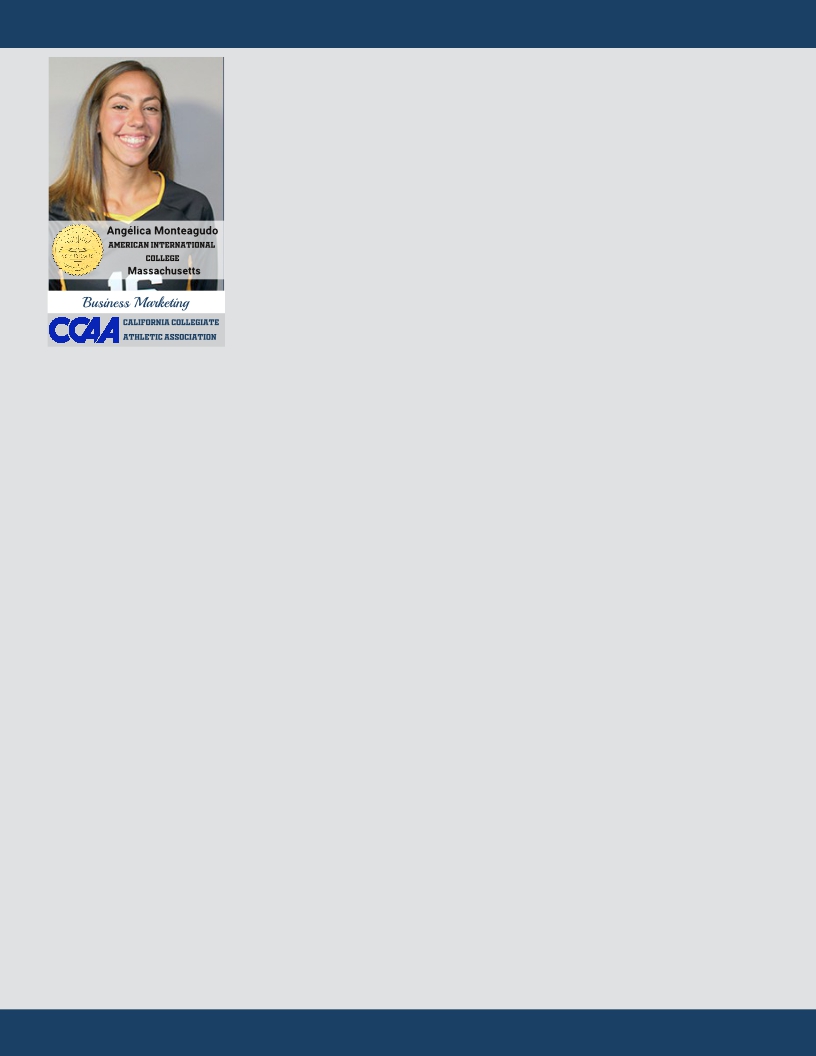 Angélica Monteagudo
AMERICAN INTERNATIONAL
COLLEGE
Massachusetts
Business Marketing
CCAA
CALIFORNIA COLLEGIATE
ATHLETIC ASSOCIATION